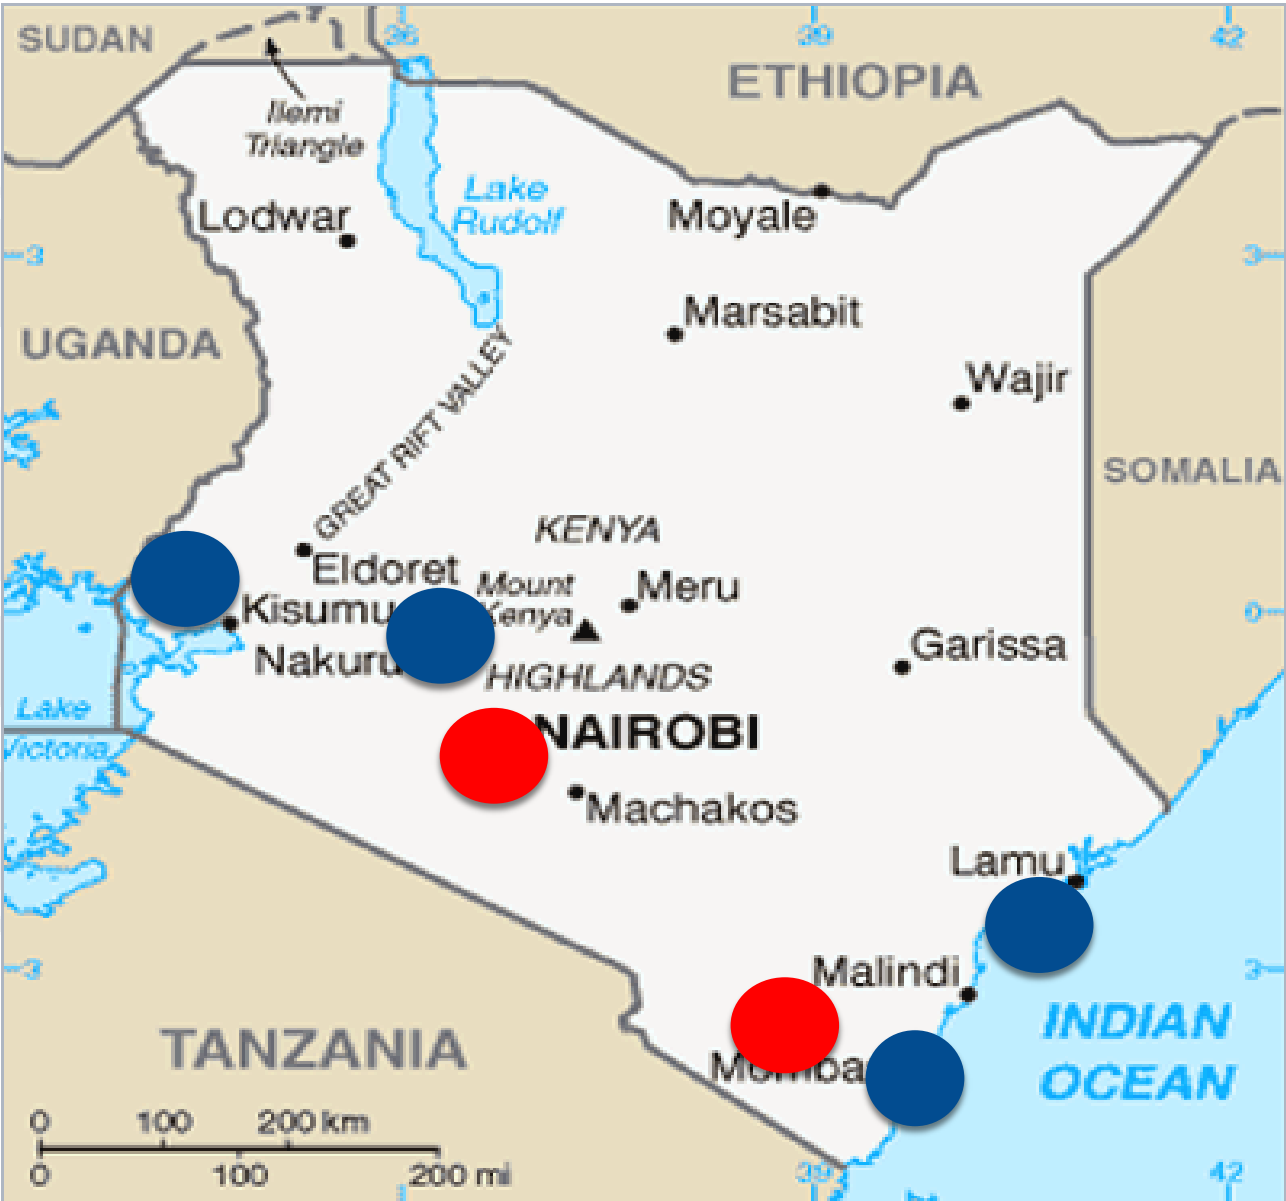 SUDAN
36
39
42
ETHIOPIA
Ilemi
Triangle
Lake
Rudolf
Lodwar
Moyale
3
3
Marsabit
UGANDA
GREAT RIFT VALLEY
Wajir
SOMALIA
KENYA
Eldoret
Mount
Kenya
Meru
Kisumu
0
Nakuru
Garissa
HIGHLANDS
Lake
Victoria
NAIROBI
Machakos
Lamu
3
Malindi
3
INDIAN
OCEAN
TANZANIA
Momba
0
100
200 km
0
100
200 mi
39
42